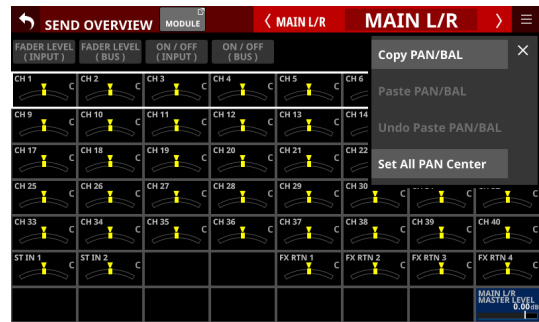 SEND OVERVIEW MODULE MAIN L/R MAIN L/R
FADER LEVEL (INPUT) FADER LEVEL (BUS) ON / OFF (INPUT) ON / OFF (BUS)
Copy PAN/BAL
Paste PAN/BAL
Undo Paste PAN/BAL
Set All PAN Center
CH 1 C CH 2 C CH 3 C CH 4 C CH 5 C CH 6
CH 9 C CH 10 C CH 11 C CH 12 C CH 13 C CH 14
CH 17 C CH 18 C CH 19 C CH 20 C CH 21 C CH 22
CH 25 C CH 26 C CH 27 C CH 28 C CH 29 C CH 30 C C C
CH 33 C CH 34 C CH 35 C CH 36 C CH 37 C CH 38 C CH 39 C CH 40 C
ST IN 1 C ST IN 2 C FX RTN 1 C FX RTN 2 C FX RTN 3 C FX RTN 4 C
MAIN L/R
MASTER LEVEL
0.00dB